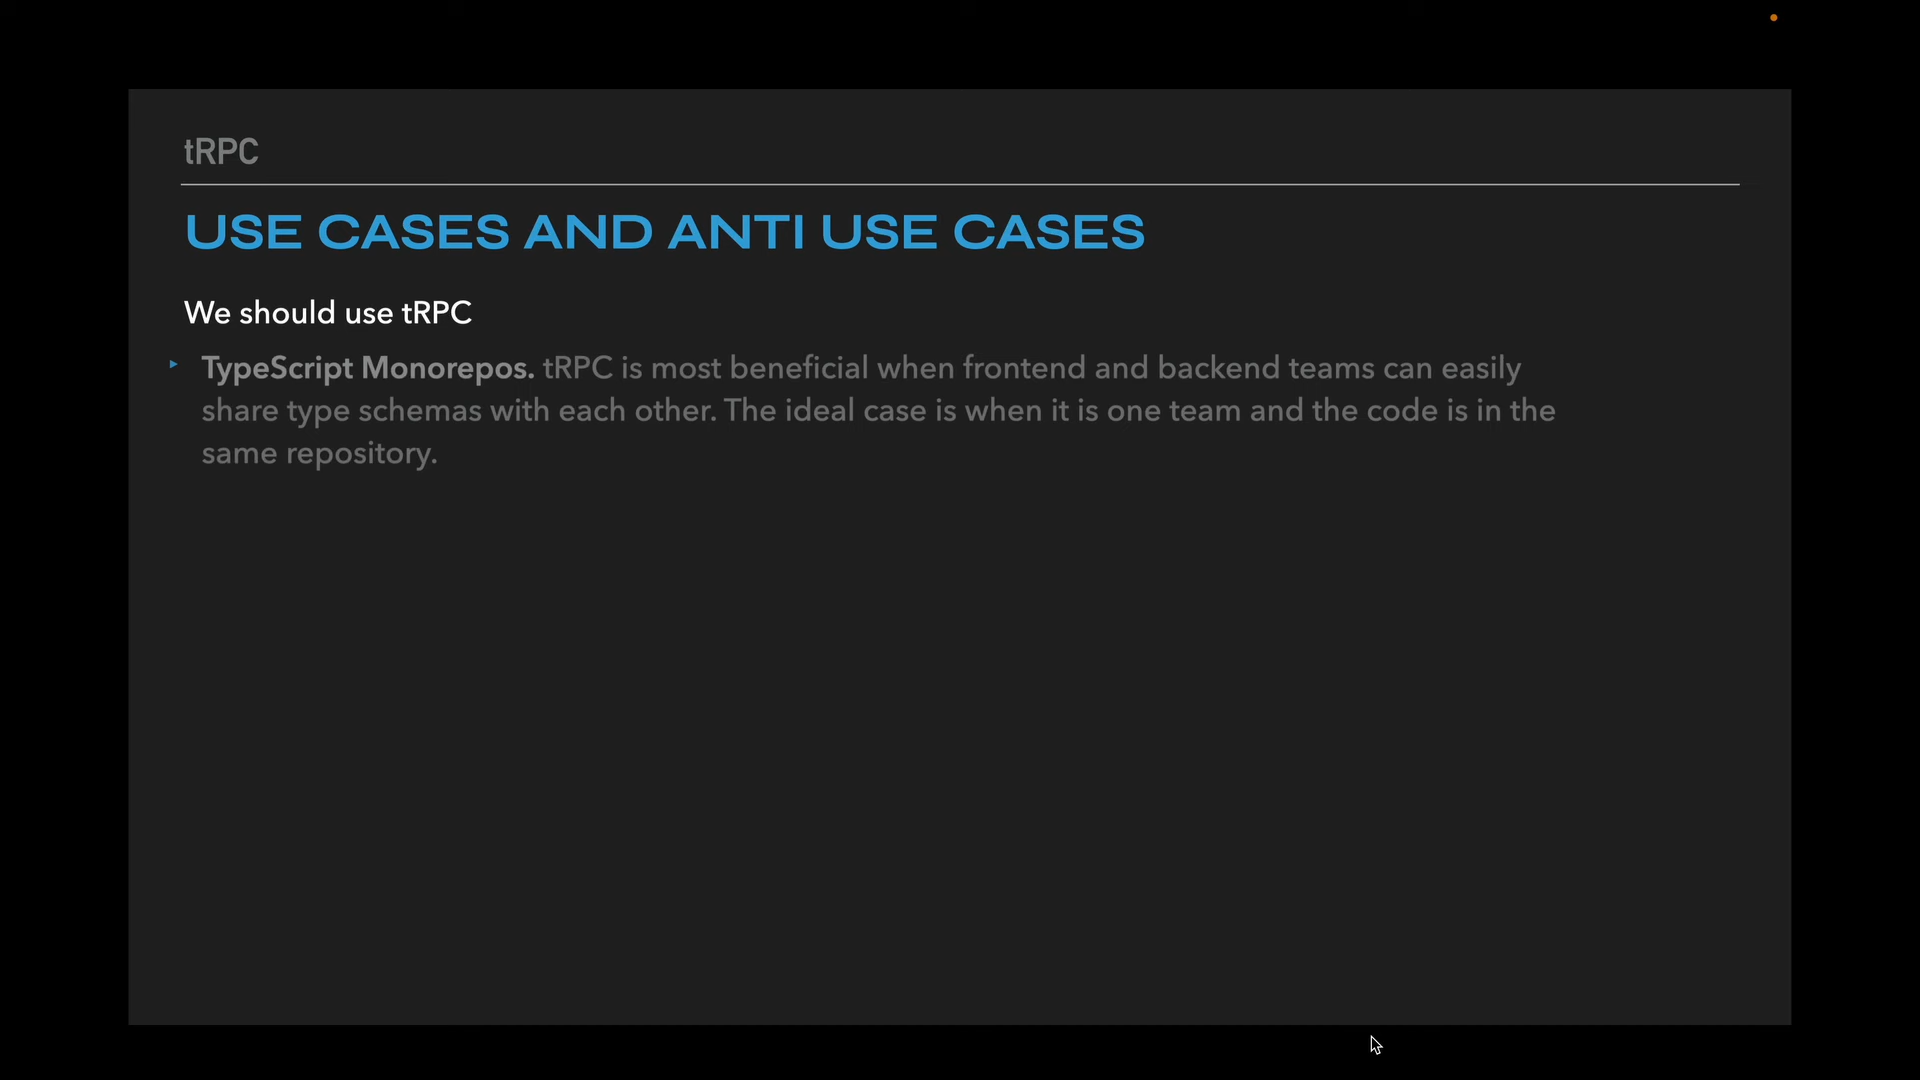 tRPC
USE CASES AND ANTI USE CASES
We should use tRPC
TypeScript Monorepos. tRPC is most beneficial when frontend and backend teams can easily
share type schemas with each other. The ideal case is when it is one team and the code is in the
same repository.